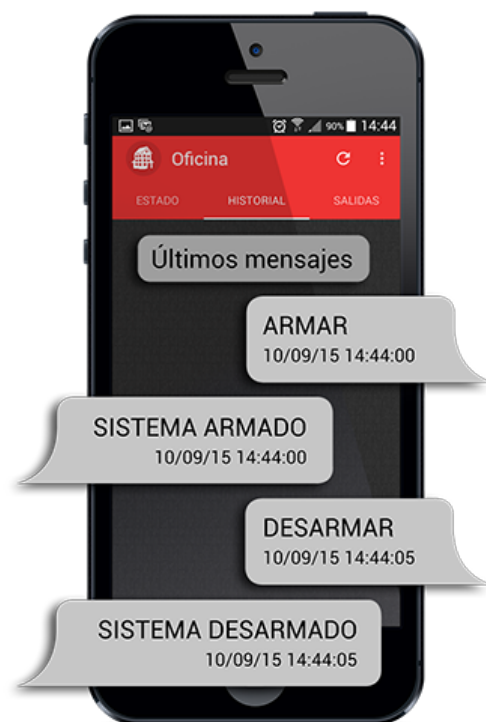 90% 14:44
Oficina
ESTADO HISTORIAL SALIDAS
Últimos mensajes
ARMAR
10/09/15 14:44:00
SISTEMA ARMADO
10/09/15 14:44:00
DESARMAR
10/09/15 14:44:05
SISTEMA DESARMADO
10/09/15 14:44:05